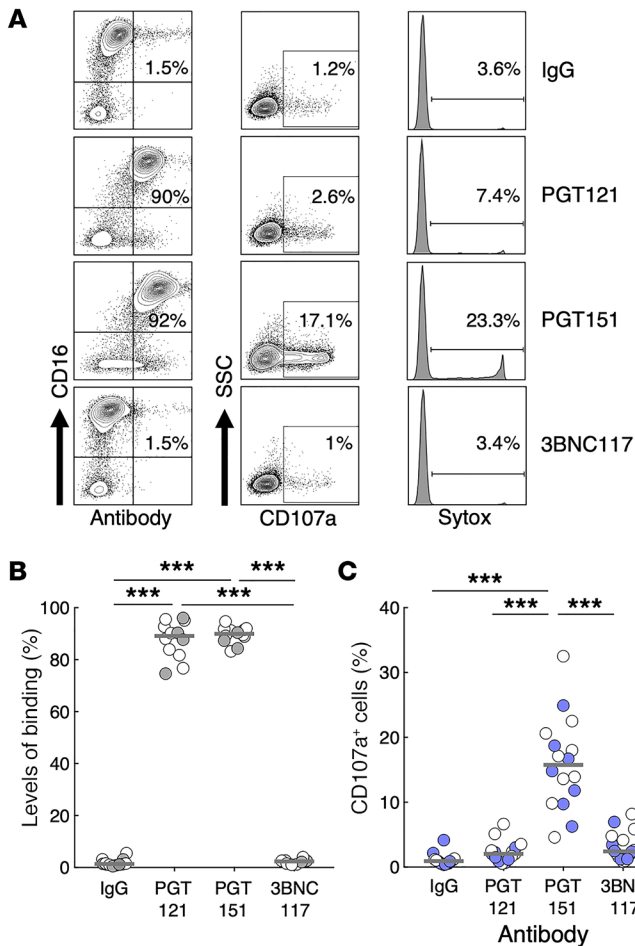 A
1.5% 1.2% 3.6% IgG
90% 2.6% 7.4% PGT121
92% 17.1% 23.3% PGT151
1.5% 1% 3.4% 3BNC117
CD16 SSC
Antibody CD107a Sytox
B
*** ***
*** ***
Levels of binding (%)
100
80
60
40
20
0
IgG PGT 121 PGT 151 3BNC 117
C
***
*** ***
CD107a+ cells (%)
40
30
20
10
0
IgG PGT 121 PGT 151 3BN 117
Antibody